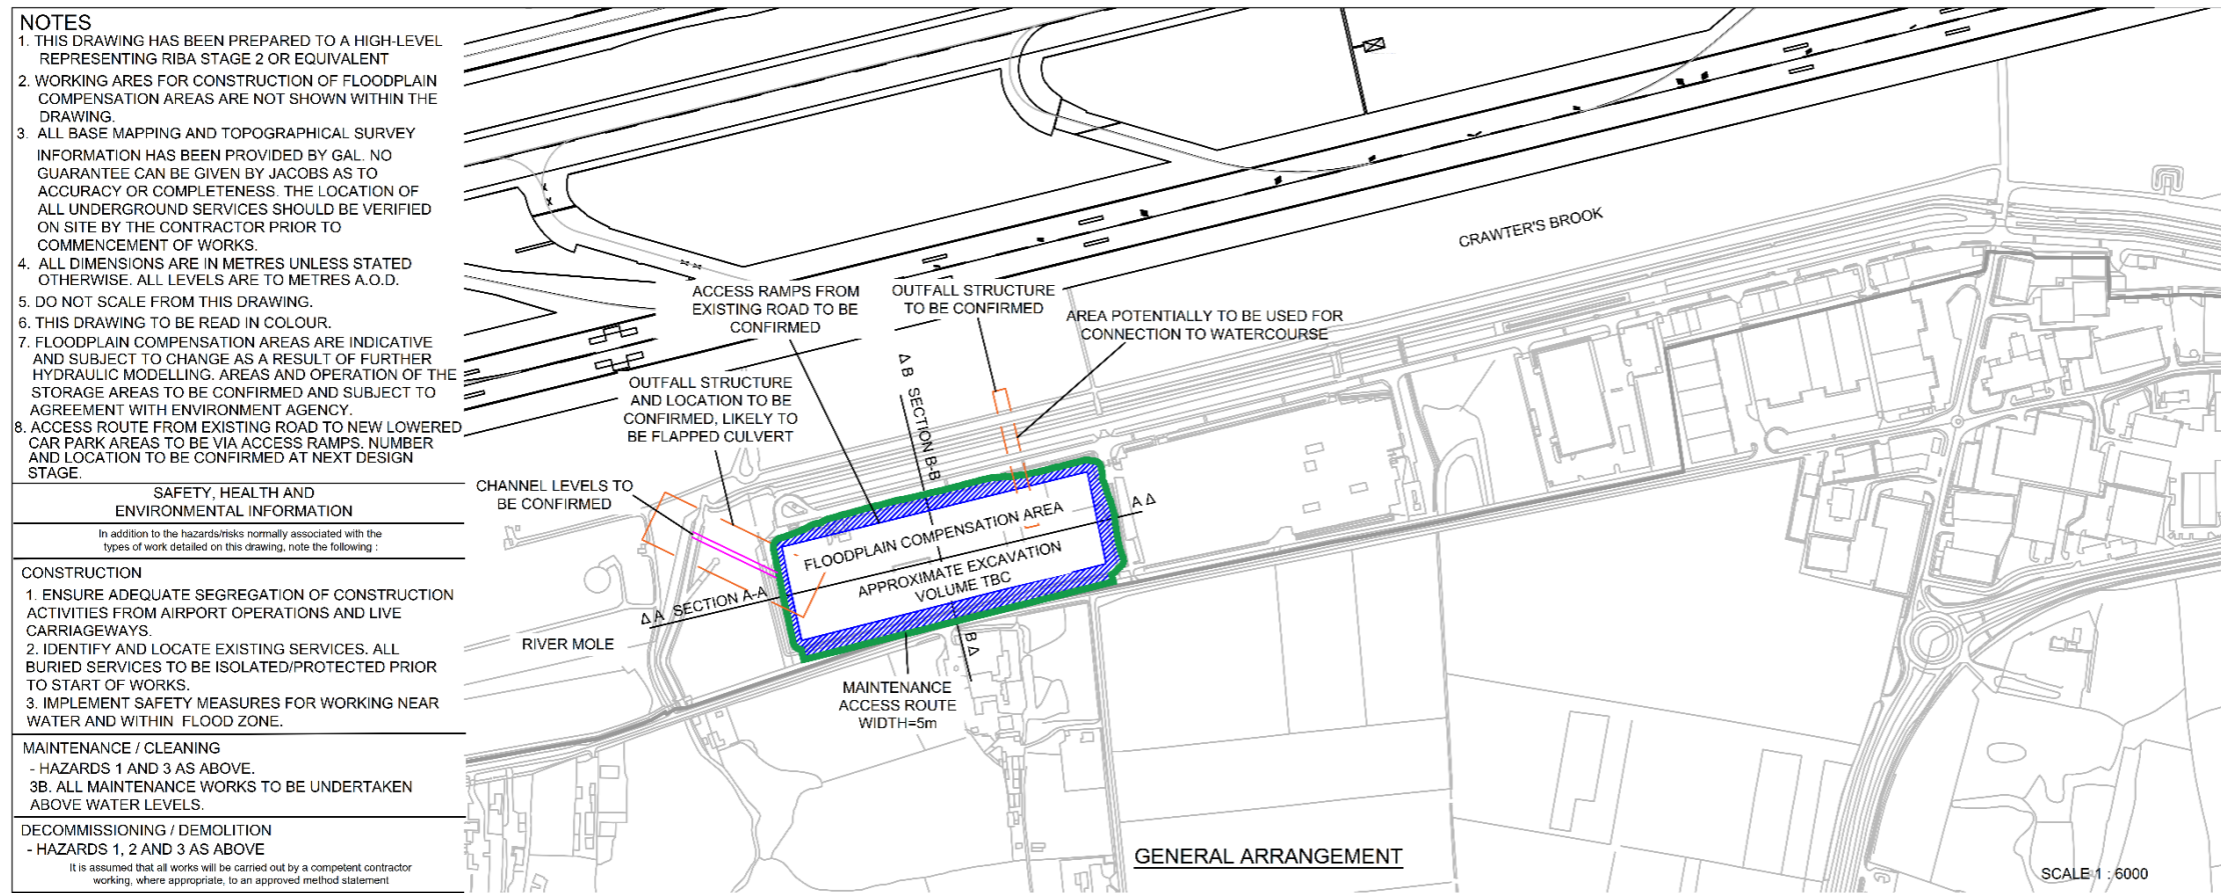 NOTES
1. THIS DRAWING HAS BEEN PREPARED TO A HIGH-LEVEL
REPRESENTING RIBA STAGE 2 OR EQUIVALENT
2. WORKING ARES FOR CONSTRUCTION OF FLOODPLAIN
COMPENSATION AREAS ARE NOT SHOWN WITHIN THE
DRAWING.
3. ALL BASE MAPPING AND TOPOGRAPHICAL SURVEY
INFORMATION HAS BEEN PROVIDED BY GAL. NO
GUARANTEE CAN BE GIVEN BY JACOBS AS TO
ACCURACY OR COMPLETENESS. THE LOCATION OF
ALL UNDERGROUND SERVICES SHOULD BE VERIFIED
ON SITE BY THE CONTRACTOR PRIOR TO
COMMENCEMENT OF WORKS.
4. ALL DIMENSIONS ARE IN METRES UNLESS STATED
OTHERWISE. ALL LEVELS ARE TO METRES A.O.D.
5. DO NOT SCALE FROM THIS DRAWING.
6. THIS DRAWING TO BE READ IN COLOUR.
7. FLOODPLAIN COMPENSATION AREAS ARE INDICATIVE
AND SUBJECT TO CHANGE AS A RESULT OF FURTHER
HYDRAULIC MODELLING. AREAS AND OPERATION OF THE
STORAGE AREAS TO BE CONFIRMED AND SUBJECT TO
AGREEMENT WITH ENVIRONMENT AGENCY.
8. ACCESS ROUTE FROM EXISTING ROAD TO NEW LOWERED
CAR PARK AREAS TO BE VIA ACCESS RAMPS. NUMBER
AND LOCATION TO BE CONFIRMED AT NEXT DESIGN
STAGE.
SAFETY, HEALTH AND
ENVIRONMENTAL INFORMATION
In addition to the hazards/risks normally associated with the
types of work detailed on this drawing, note the following :
CONSTRUCTION
1. ENSURE ADEQUATE SEGREGATION OF CONSTRUCTION
ACTIVITIES FROM AIRPORT OPERATIONS AND LIVE
CARRIAGEWAYS.
2. IDENTIFY AND LOCATE EXISTING SERVICES. ALL
BURIED SERVICES TO BE ISOLATED/PROTECTED PRIOR
TO START OF WORKS.
3. IMPLEMENT SAFETY MEASURES FOR WORKING NEAR
WATER AND WITHIN FLOOD ZONE.
MAINTENANCE / CLEANING
- HAZARDS 1 AND 3 AS ABOVE.
3B. ALL MAINTENANCE WORKS TO BE UNDERTAKEN
ABOVE WATER LEVELS.
DECOMMISSIONING / DEMOLITION
- HAZARDS 1, 2 AND 3 AS ABOVE
It is assumed that all works will be carried out by a competent contractor
working, where appropriate, to an approved method statement
CRAWTER'S BROOK
ACCESS RAMPS FROM
EXISTING ROAD TO BE
CONFIRMED
OUTFALL STRUCTURE
TO BE CONFIRMED
AREA POTENTIALLY TO BE USED FOR
CONNECTION TO WATERCOURSE
OUTFALL STRUCTURE
AND LOCATION TO BE
CONFIRMED, LIKELY TO
BE FLAPPED CULVERT
Δ B SECTION B-B
CHANNEL LEVELS TO
BE CONFIRMED
A Δ
FLOODPLAIN COMPENSATION AREA
APPROXIMATE EXCAVATION
VOLUME TBC
Δ A SECTION A-A
RIVER MOLE
B Δ
MAINTENANCE
ACCESS ROUTE
WIDTH=5m
GENERAL ARRANGEMENT
SCALE 1 : 6000